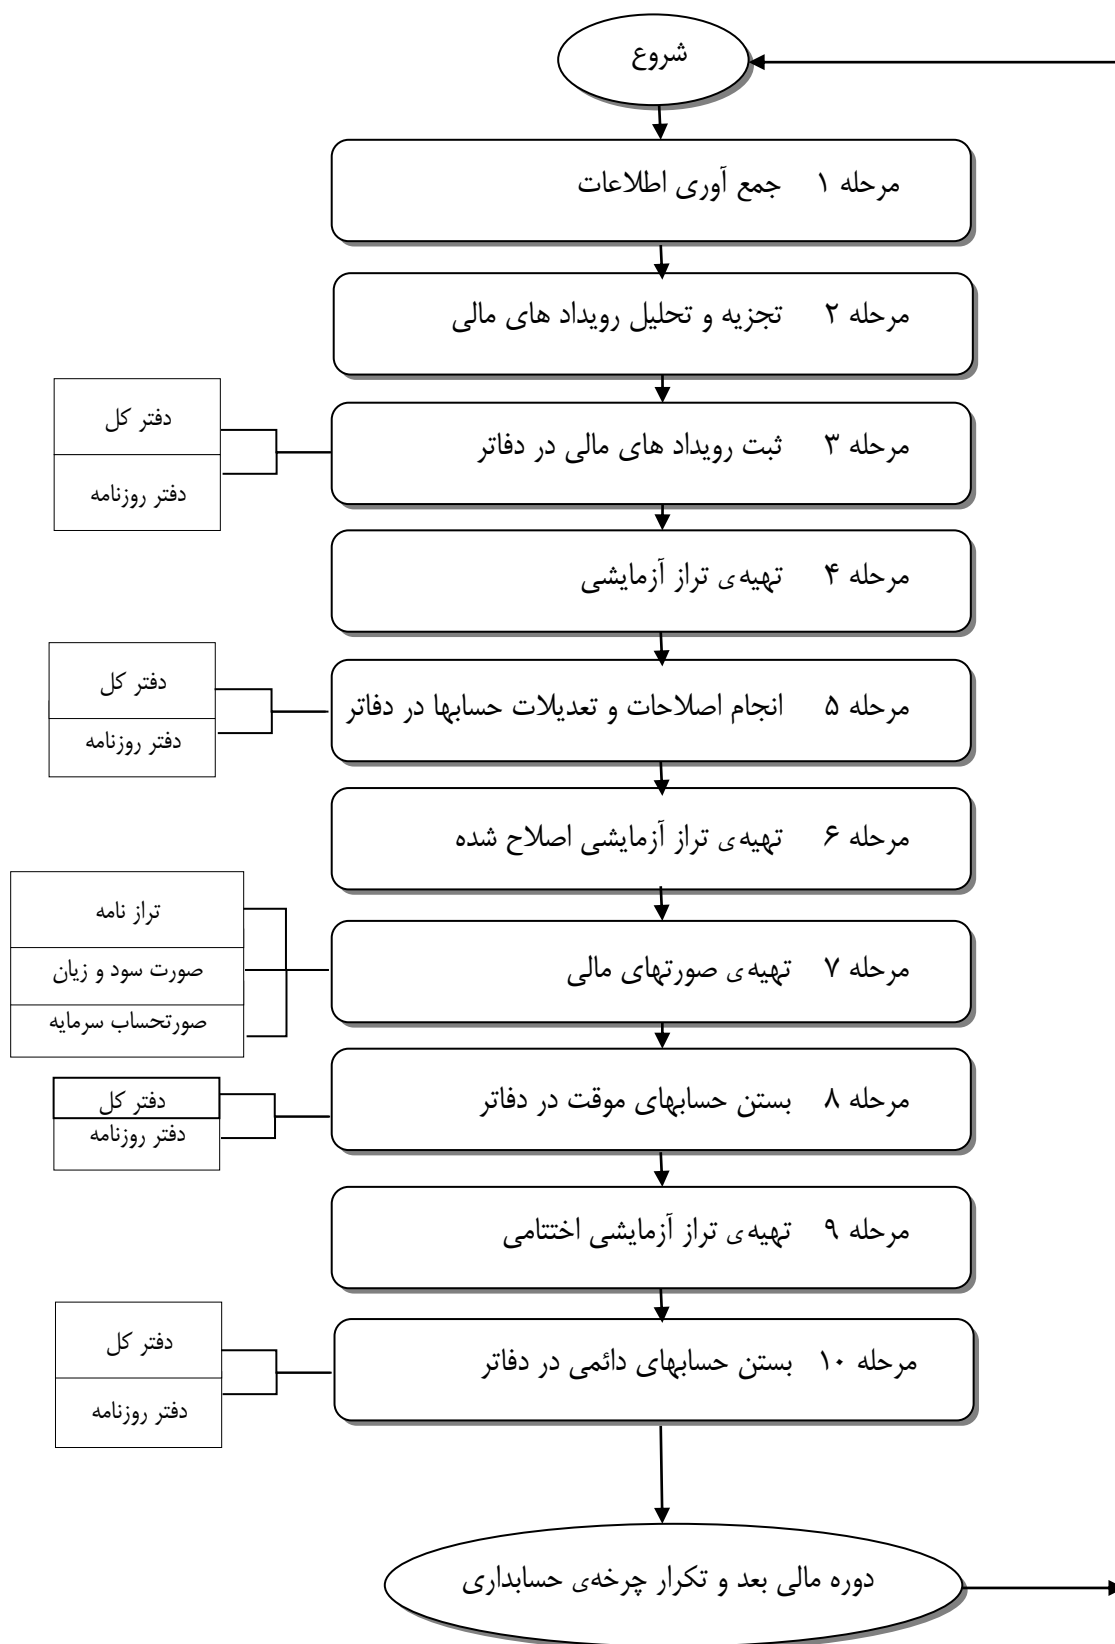 شروع
مرحله ۱ جمع آوری اطلاعات
مرحله ۲ تجزیه و تحلیل رویداد های مالی
مرحله ۳ ثبت رویداد های مالی در دفاتر
دفتر کل
دفتر روزنامه
مرحله ۴ تهیه‌ی تراز آزمایشی
مرحله ۵ انجام اصلاحات و تعدیلات حسابها در دفاتر
دفتر کل
دفتر روزنامه
مرحله ۶ تهیه‌ی تراز آزمایشی اصلاح شده
مرحله ۷ تهیه‌ی صورتهای مالی
تراز نامه
صورت سود و زیان
صورتحساب سرمایه
مرحله ۸ بستن حسابهای موقت در دفاتر
دفتر کل
دفتر روزنامه
مرحله ۹ تهیه‌ی تراز آزمایشی اختتامی
مرحله ۱۰ بستن حسابهای دائمی در دفاتر
دفتر کل
دفتر روزنامه
دوره مالی بعد و تکرار چرخه‌ی حسابداری